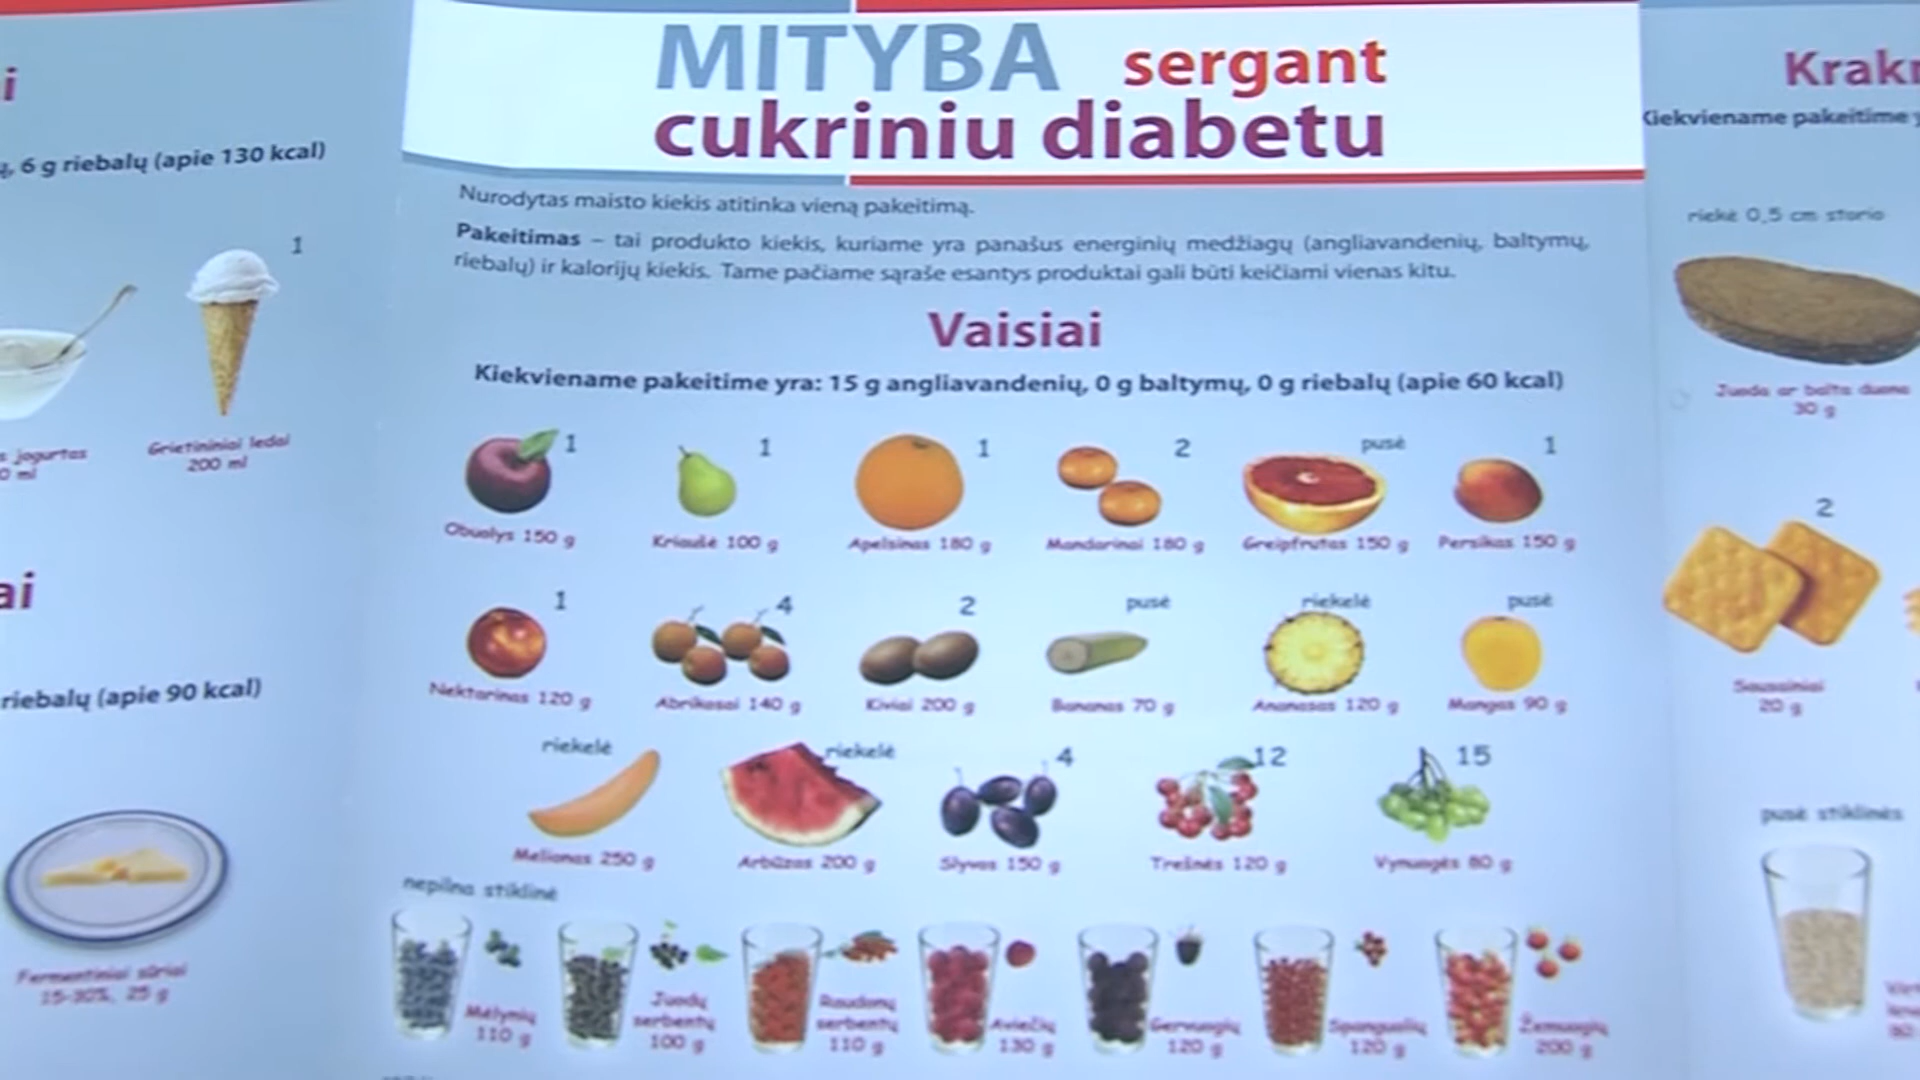 MITYBA sergant
cukriniu diabetu
Nurodytas maisto kiekis atitinka vieną pakeitimą.
Pakeitimas – tai produkto kiekis, kuriame yra panašus energinių medžiagų (angliavandenių, baltymų,
riebalų) ir kalorijų kiekis. Tame pačiame sąraše esantys produktai gali būti keičiami vienas kitu.
Vaisiai
Kiekviename pakeitime yra: 15 g angliavandenių, 0 g baltymų, 0 g riebalų (apie 60 kcal)
1 1 1 2 pusė 1
Obuolys 150 g Kriaušė 100 g Apelsinas 180 g Mandarinai 180 g Greipfrutas 150 g Persikas 150 g
1 4 2 pusė riekelė pusė
Nektarinas 120 g Abrikosai 140 g Kiviai 200 g Bananas 70 g Ananasas 120 g Mangas 90 g
riekelė riekelė 4 12 15
Melionas 250 g Arbūzas 200 g Slyvos 150 g Trešnės 120 g Vynuogės 80 g
nepilna stiklinė
Mėlynių
110 g
Juodų
serbentų
100 g
Raudonų
serbentų
110 g
Aviečių
130 g
Gervuogių
120 g
Spanguolių
120 g
Žemuogių
200 g
6 g riebalų (apie 130 kcal)
1
jogurtas
Grietininiai ledai
200 ml
riebalų (apie 90 kcal)
Fermentiniai sūriai
15-30%, 25 g
Kiekviename pakeitime
riekė 0,5 cm storio
Juoda ar balta duona
30 g
2
Sausainiai
20 g
pusė stiklinės